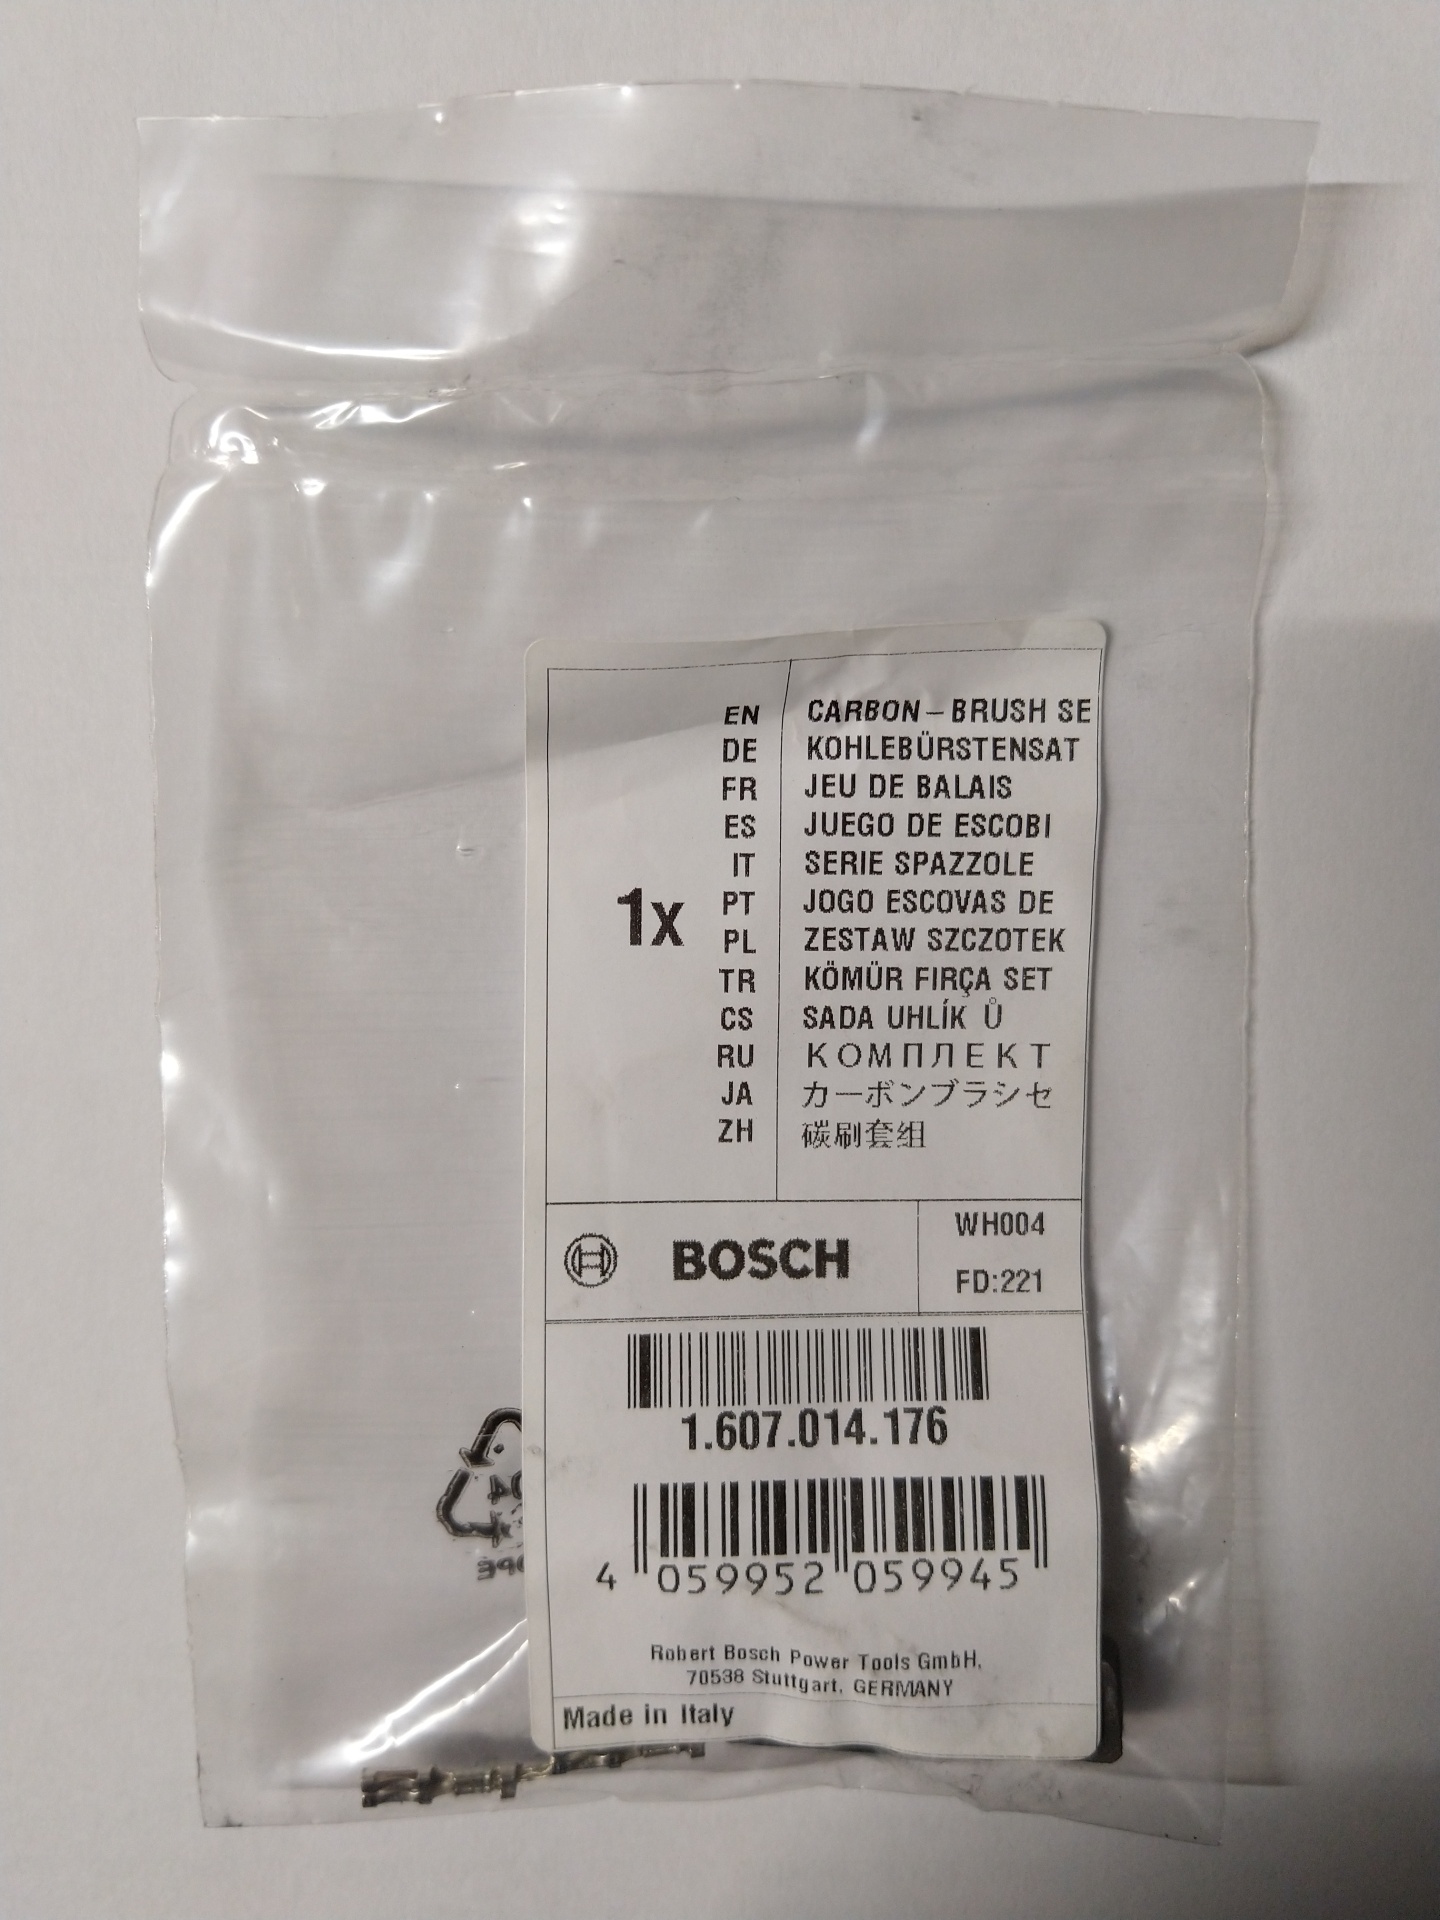 EN CARBON-BRUSH SE
DE KOHLEBÜRSTENSAT
FR JEU DE BALAIS
ES JUEGO DE ESCOBI
IT SERIE SPAZZOLE
1x PT JOGO ESCOVAS DE
PL ZESTAW SZCZOTEK
TR KÖMÜR FIRÇA SET
CS SADA UHLÍK Ů
RU КОМПЛЕКТ
JA カーボンブラシセ
ZH 碳刷套组
BOSCH
WH004
FD:221
1.607.014.176
4 059952 059945
Robert Bosch Power Tools GmbH,
70538 Stuttgart, GERMANY
Made in Italy